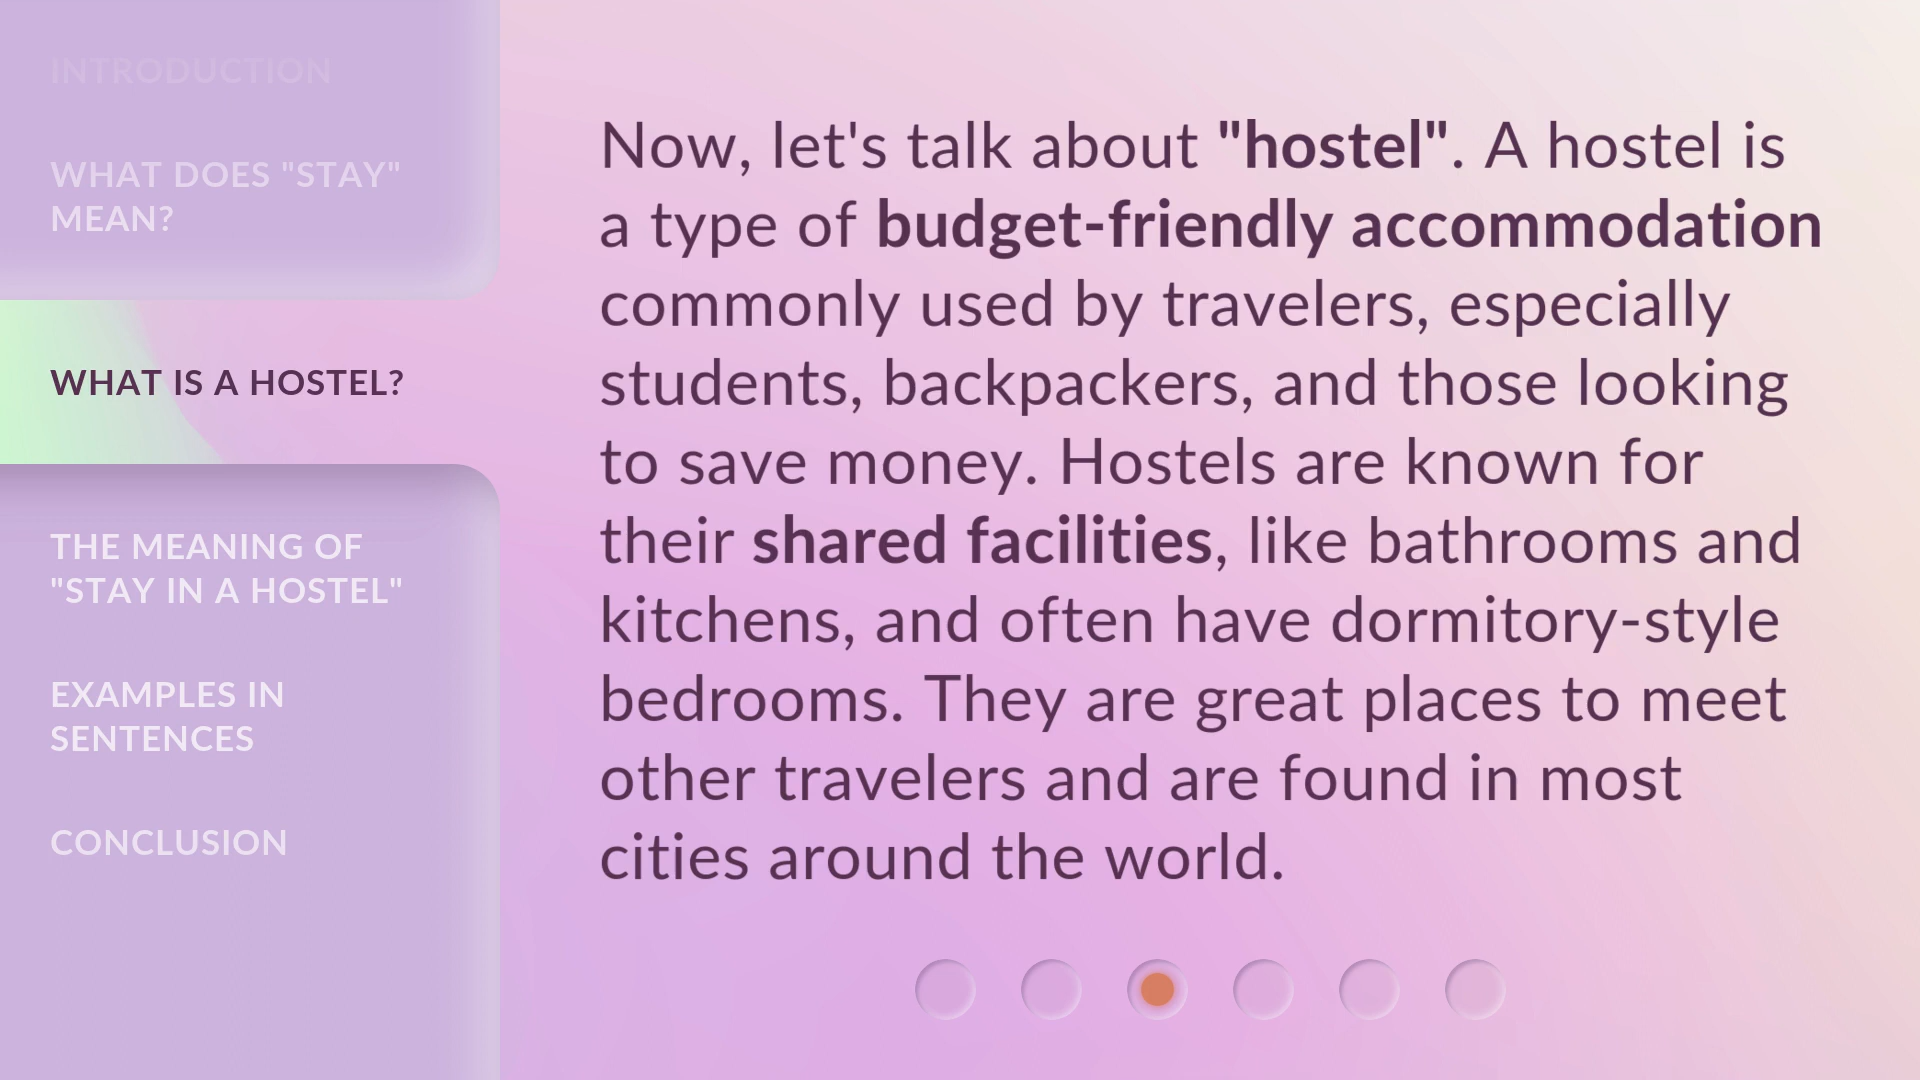 INTRODUCTION
WHAT DOES "STAY"
MEAN?
WHAT IS A HOSTEL?
THE MEANING OF
"STAY IN A HOSTEL"
EXAMPLES IN
SENTENCES
CONCLUSION
Now, let's talk about "hostel". A hostel is
a type of budget-friendly accommodation
commonly used by travelers, especially
students, backpackers, and those looking
to save money. Hostels are known for
their shared facilities, like bathrooms and
kitchens, and often have dormitory-style
bedrooms. They are great places to meet
other travelers and are found in most
cities around the world.